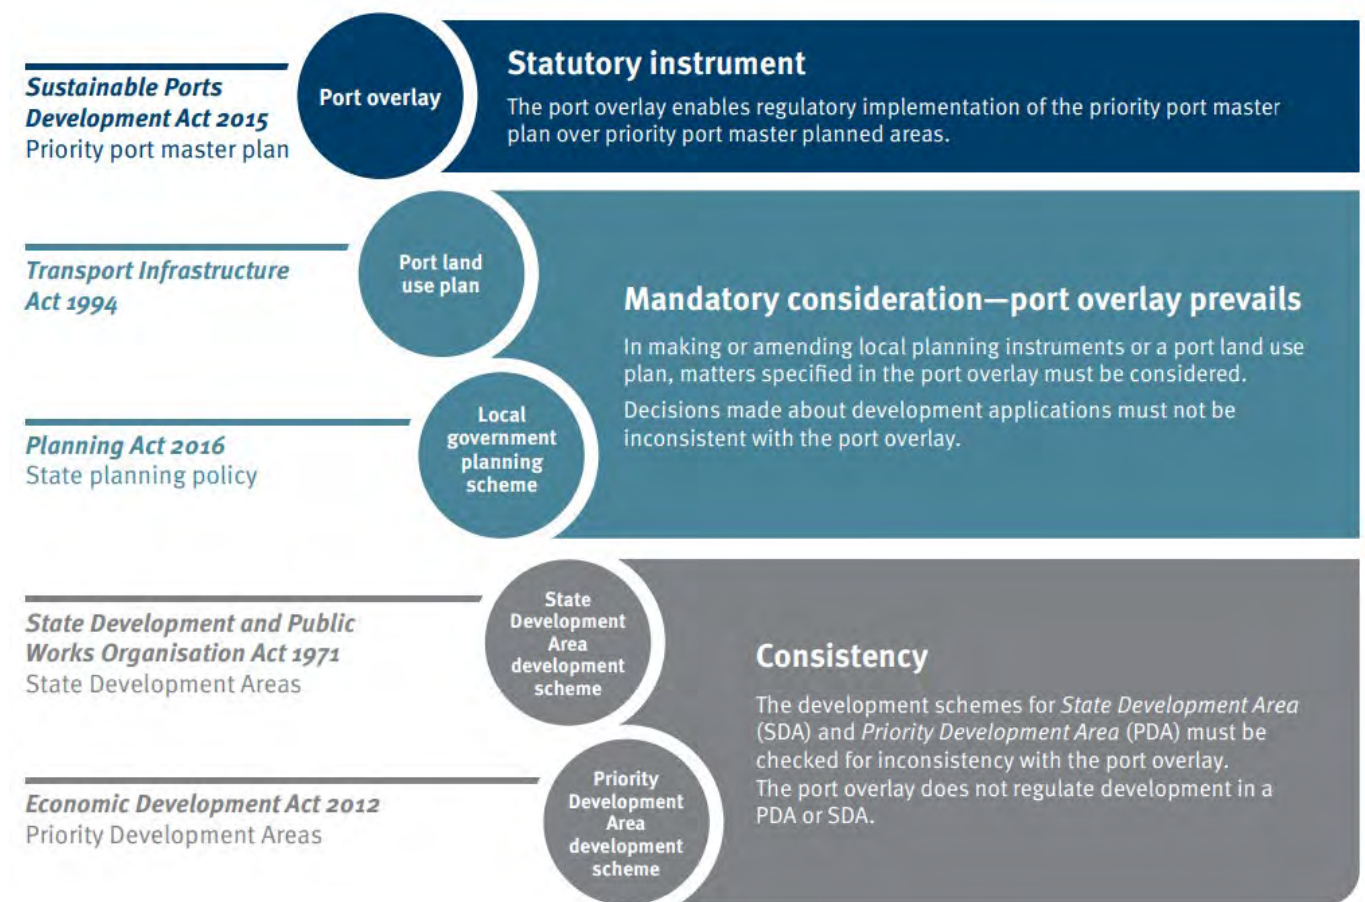 Sustainable Ports
Development Act 2015
Priority port master plan
Port overlay
Statutory instrument
The port overlay enables regulatory implementation of the priority port master
plan over priority port master planned areas.
Transport Infrastructure
Act 1994
Port land
use plan
Planning Act 2016
State planning policy
Local
government
planning
scheme
Mandatory consideration—port overlay prevails
In making or amending local planning instruments or a port land use
plan, matters specified in the port overlay must be considered.
Decisions made about development applications must not be
inconsistent with the port overlay.
State Development and Public
Works Organisation Act 1971
State Development Areas
State
Development
Area
development
scheme
Economic Development Act 2012
Priority Development Areas
Priority
Development
Area
development
scheme
Consistency
The development schemes for State Development Area
(SDA) and Priority Development Area (PDA) must be
checked for inconsistency with the port overlay.
The port overlay does not regulate development in a
PDA or SDA.